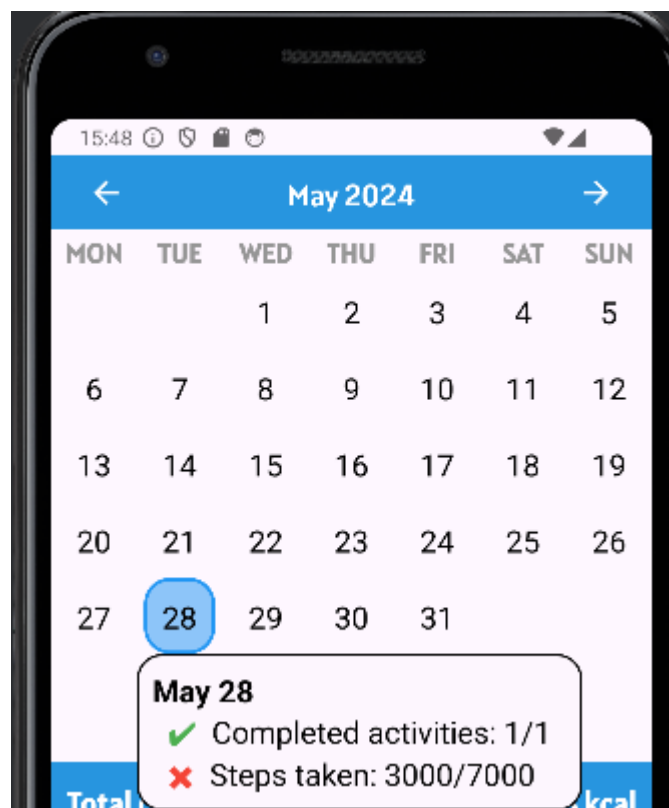 15:48
May 2024
MON TUE WED THU FRI SAT SUN
1 2 3 4 5
6 7 8 9 10 11 12
13 14 15 16 17 18 19
20 21 22 23 24 25 26
27 28 29 30 31
May 28
Completed activities: 1/1
Steps taken: 3000/7000
Total kcal